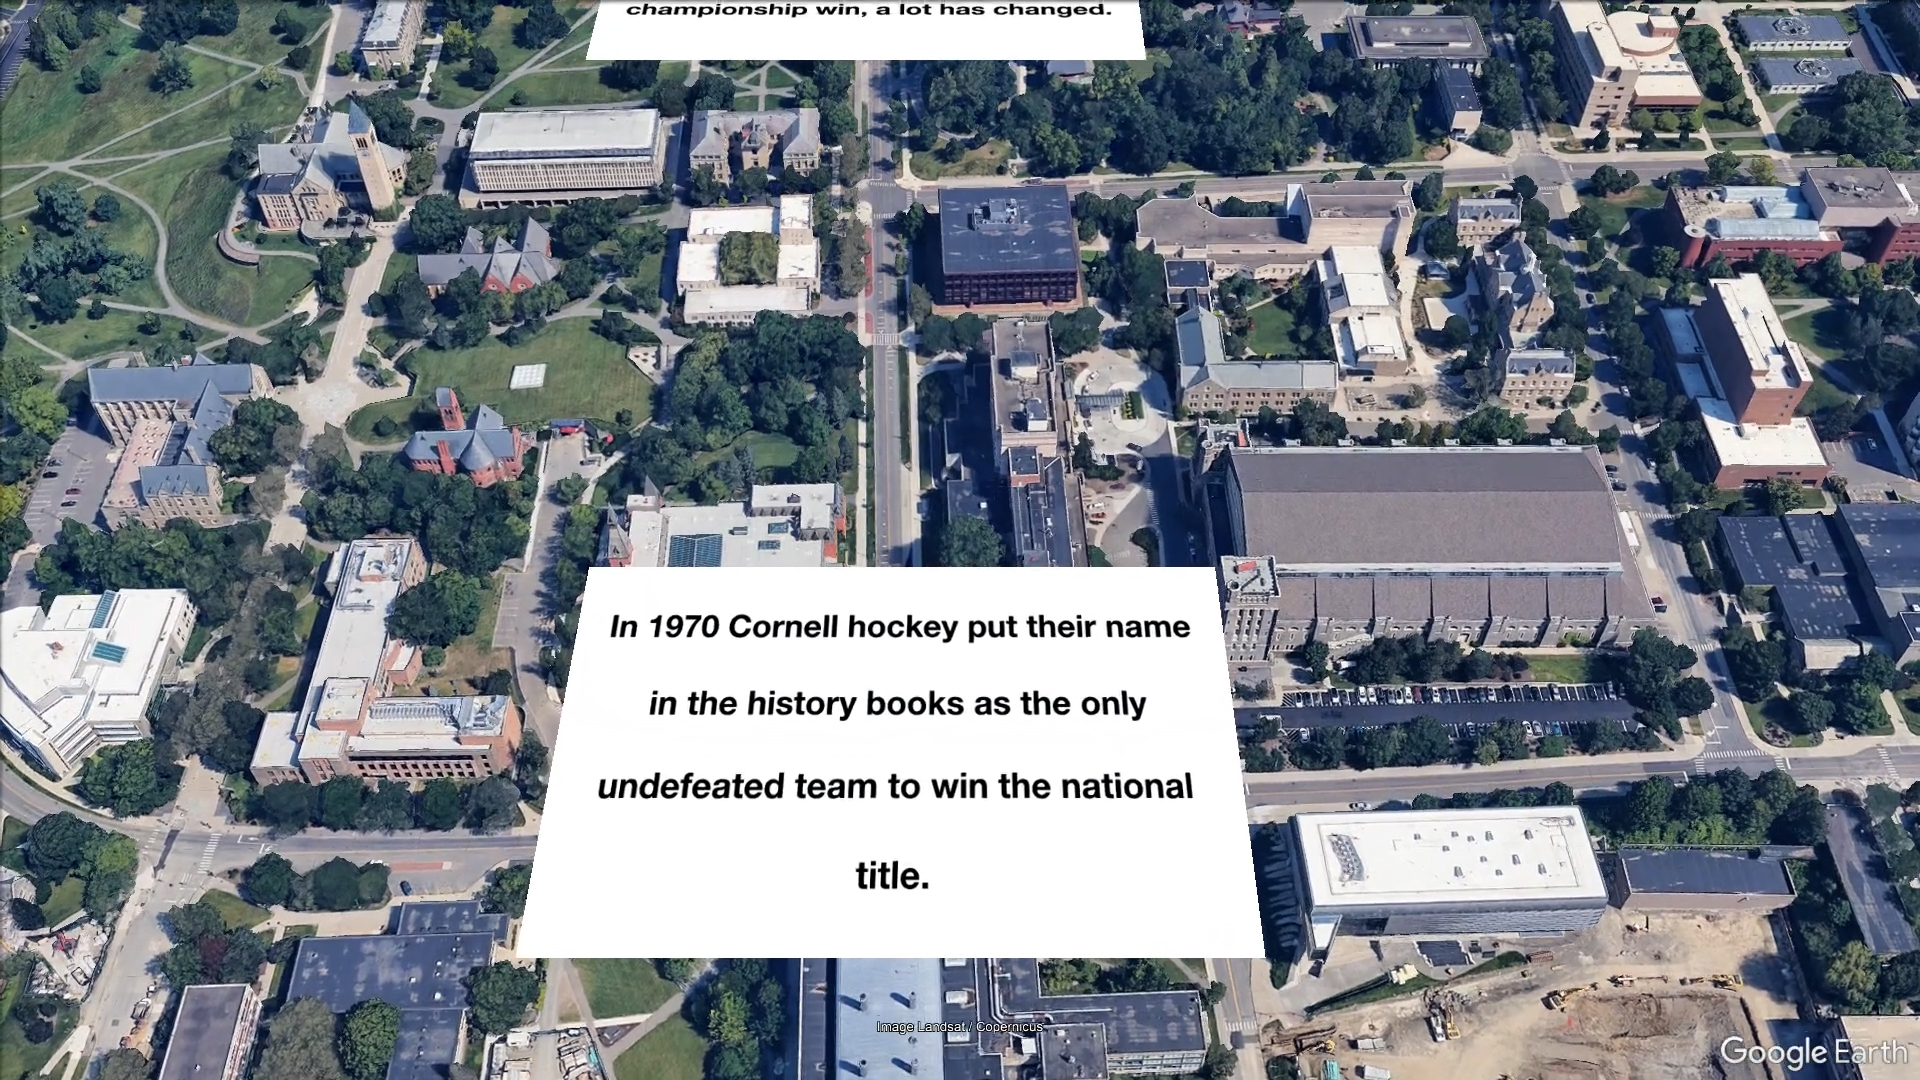 championship win, a lot has changed.
In 1970 Cornell hockey put their name
in the history books as the only
undefeated team to win the national
title.
Image Landsat / Copernicus
Google Earth